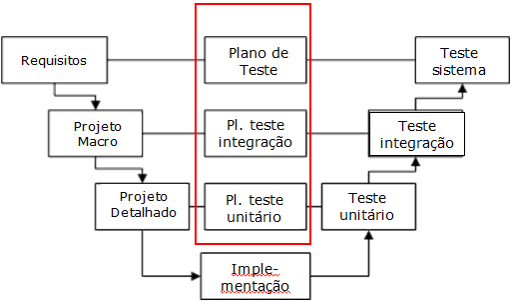 Requisitos
Plano de
Teste
Teste
sistema
Projeto
Macro
Pl. teste
integração
Teste
integração
Projeto
Detalhado
Pl. teste
unitário
Teste
unitário
Imple-
mentação